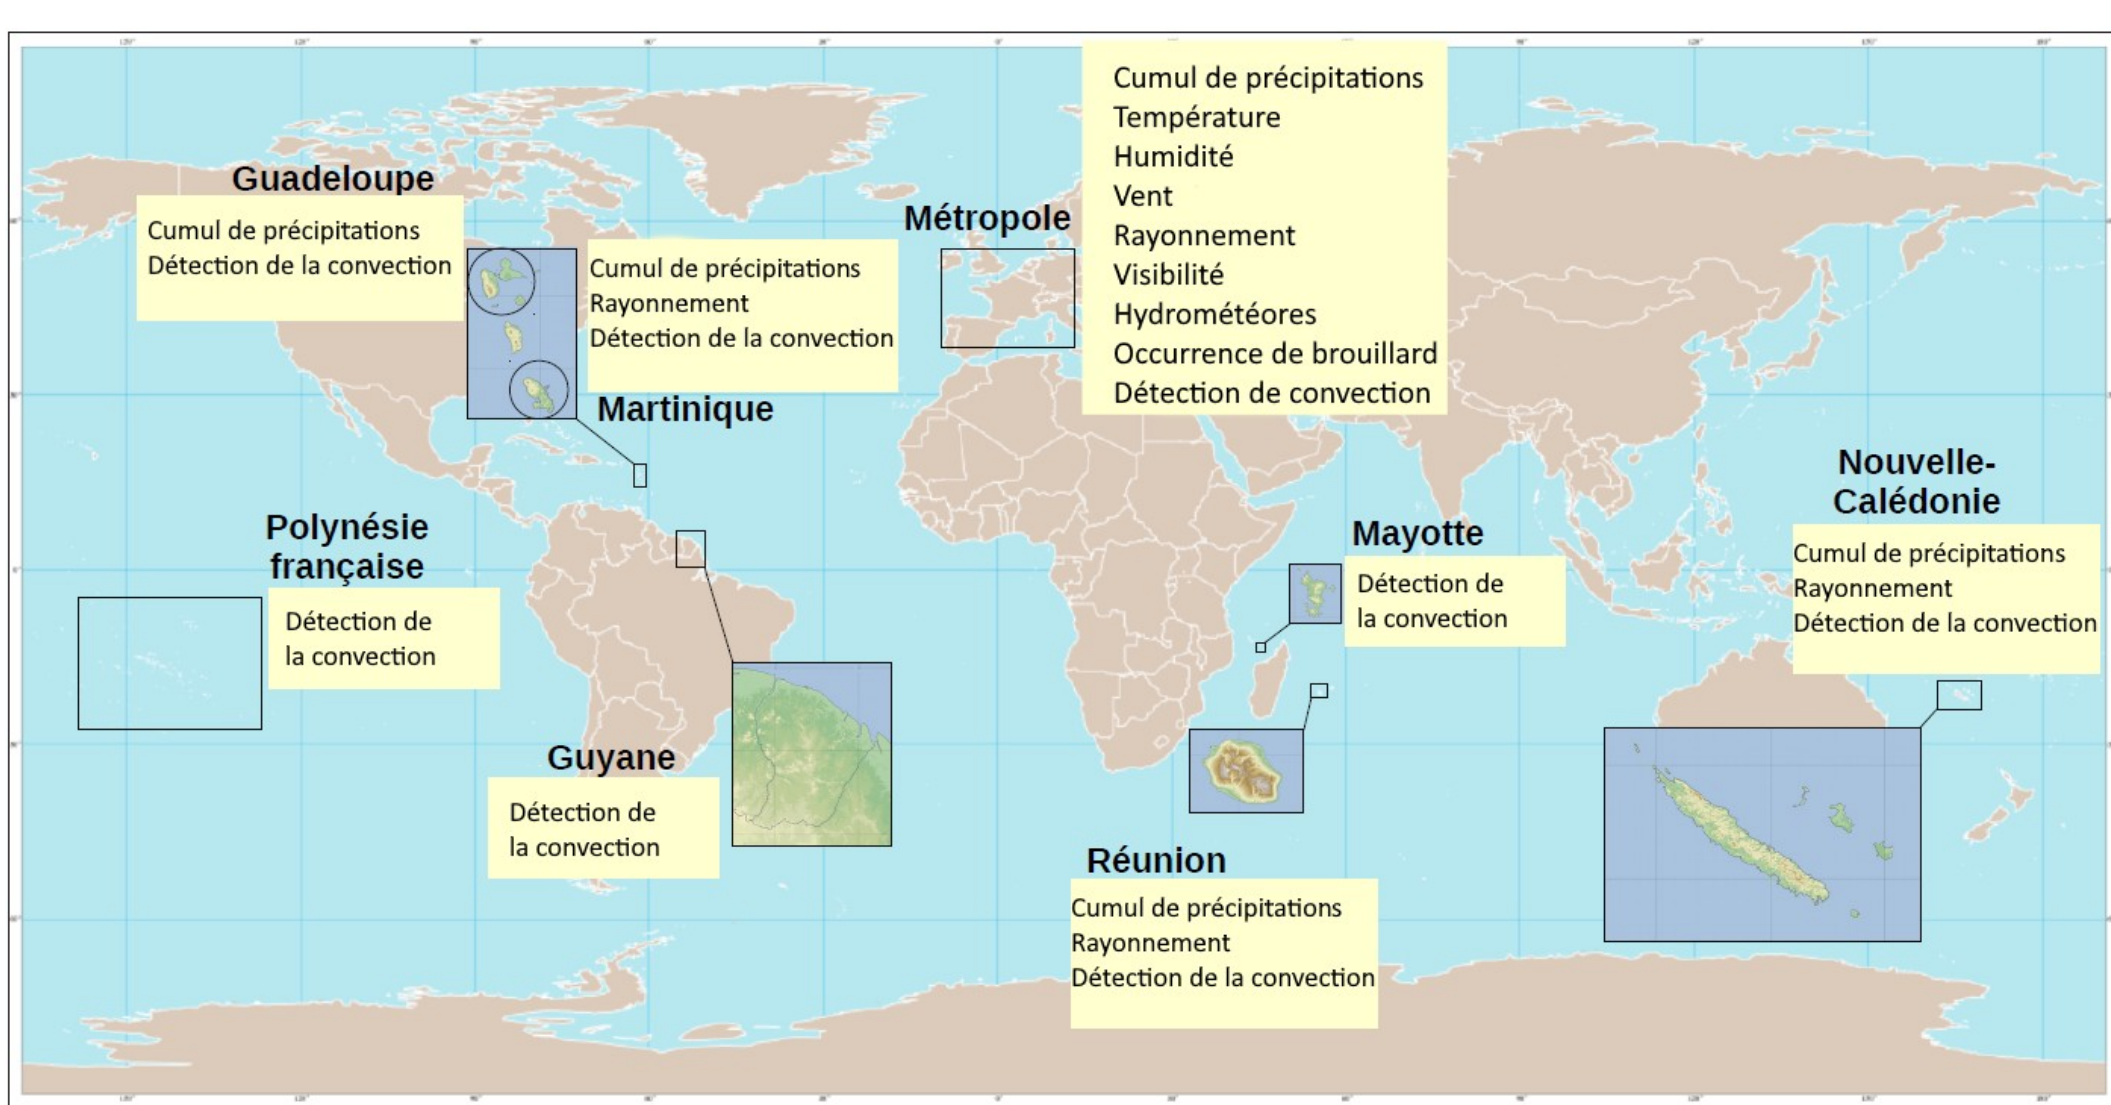 Guadeloupe
Cumul de précipitations
Détection de la convection
Cumul de précipitations
Rayonnement
Détection de la convection
Martinique
Métropole
Cumul de précipitations
Température
Humidité
Vent
Rayonnement
Visibilité
Hydrométéores
Occurrence de brouillard
Détection de convection
Polynésie
française
Détection de
la convection
Guyane
Détection de
la convection
Mayotte
Détection de
la convection
Réunion
Cumul de précipitations
Rayonnement
Détection de la convection
Nouvelle-
Calédonie
Cumul de précipitations
Rayonnement
Détection de la convection